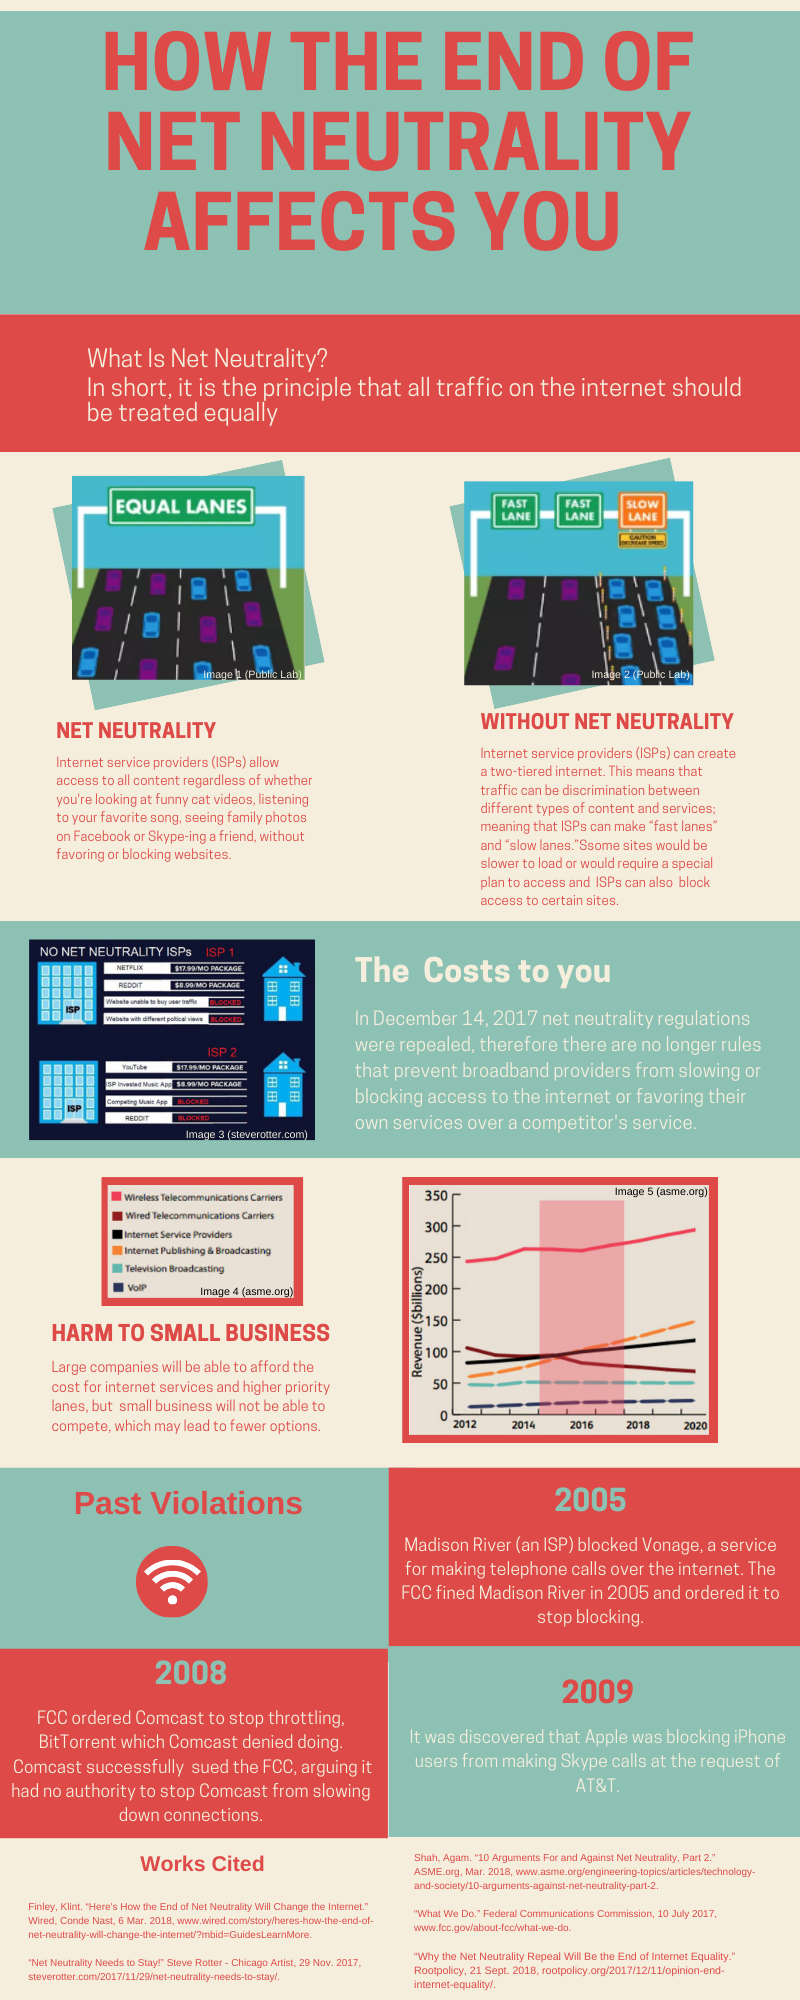 HOW THE END OF
NET NEUTRALITY
AFFECTS YOU
What Is Net Neutrality?
In short, it is the principle that all traffic on the internet should
be treated equally
EQUAL LANES
Image 1 (Public Lab)
FAST LANE
FAST LANE
SLOW LANE
CAUTION
DECREASE SPEED
Image 2 (Public Lab)
NET NEUTRALITY
Internet service providers (ISPs) allow
access to all content regardless of whether
you're looking at funny cat videos, listening
to your favorite song, seeing family photos
on Facebook or Skype-ing a friend, without
favoring or blocking websites.
WITHOUT NET NEUTRALITY
Internet service providers (ISPs) can create
a two-tiered internet. This means that
traffic can be discrimination between
different types of content and services;
meaning that ISPs can make “fast lanes”
and “slow lanes.”Ssome sites would be
slower to load or would require a special
plan to access and ISPs can also block
access to certain sites.
NO NET NEUTRALITY ISPs ISP 1
NETFLIX $17.99/MO PACKAGE
REDDIT $8.99/MO PACKAGE
Website unable to buy user traffic BLOCKED
Website with different poltical views BLOCKED
ISP
ISP 2
YouTube $17.99/MO PACKAGE
ISP Invested Music App $8.99/MO PACKAGE
Competing Music App BLOCKED
REDDIT BLOCKED
ISP
Image 3 (steverotter.com)
The Costs to you
In December 14, 2017 net neutrality regulations
were repealed, therefore there are no longer rules
that prevent broadband providers from slowing or
blocking access to the internet or favoring their
own services over a competitor's service.
Wireless Telecommunications Carriers
Wired Telecommunications Carriers
Internet Service Providers
Internet Publishing & Broadcasting
Television Broadcasting
VoIP
Image 4 (asme.org)
HARM TO SMALL BUSINESS
Large companies will be able to afford the
cost for internet services and higher priority
lanes, but small business will not be able to
compete, which may lead to fewer options.
Image 5 (asme.org)
Revenue ($billions)
350
300
250
200
150
100
50
0
2012 2014 2016 2018 2020
Past Violations
2005
Madison River (an ISP) blocked Vonage, a service
for making telephone calls over the internet. The
FCC fined Madison River in 2005 and ordered it to
stop blocking.
2008
FCC ordered Comcast to stop throttling,
BitTorrent which Comcast denied doing.
Comcast successfully sued the FCC, arguing it
had no authority to stop Comcast from slowing
down connections.
2009
It was discovered that Apple was blocking iPhone
users from making Skype calls at the request of
AT&T.
Works Cited
Finley, Klint. “Here's How the End of Net Neutrality Will Change the Internet.”
Wired, Conde Nast, 6 Mar. 2018, www.wired.com/story/heres-how-the-end-of-
net-neutrality-will-change-the-internet/?mbid=GuidesLearnMore.
“Net Neutrality Needs to Stay!” Steve Rotter - Chicago Artist, 29 Nov. 2017,
steverotter.com/2017/11/29/net-neutrality-needs-to-stay/.
Shah, Agam. “10 Arguments For and Against Net Neutrality, Part 2.”
ASME.org, Mar. 2018, www.asme.org/engineering-topics/articles/technology-
and-society/10-arguments-against-net-neutrality-part-2.
“What We Do.” Federal Communications Commission, 10 July 2017,
www.fcc.gov/about-fcc/what-we-do.
“Why the Net Neutrality Repeal Will Be the End of Internet Equality.”
Rootpolicy, 21 Sept. 2018, rootpolicy.org/2017/12/11/opinion-end-
internet-equality/.